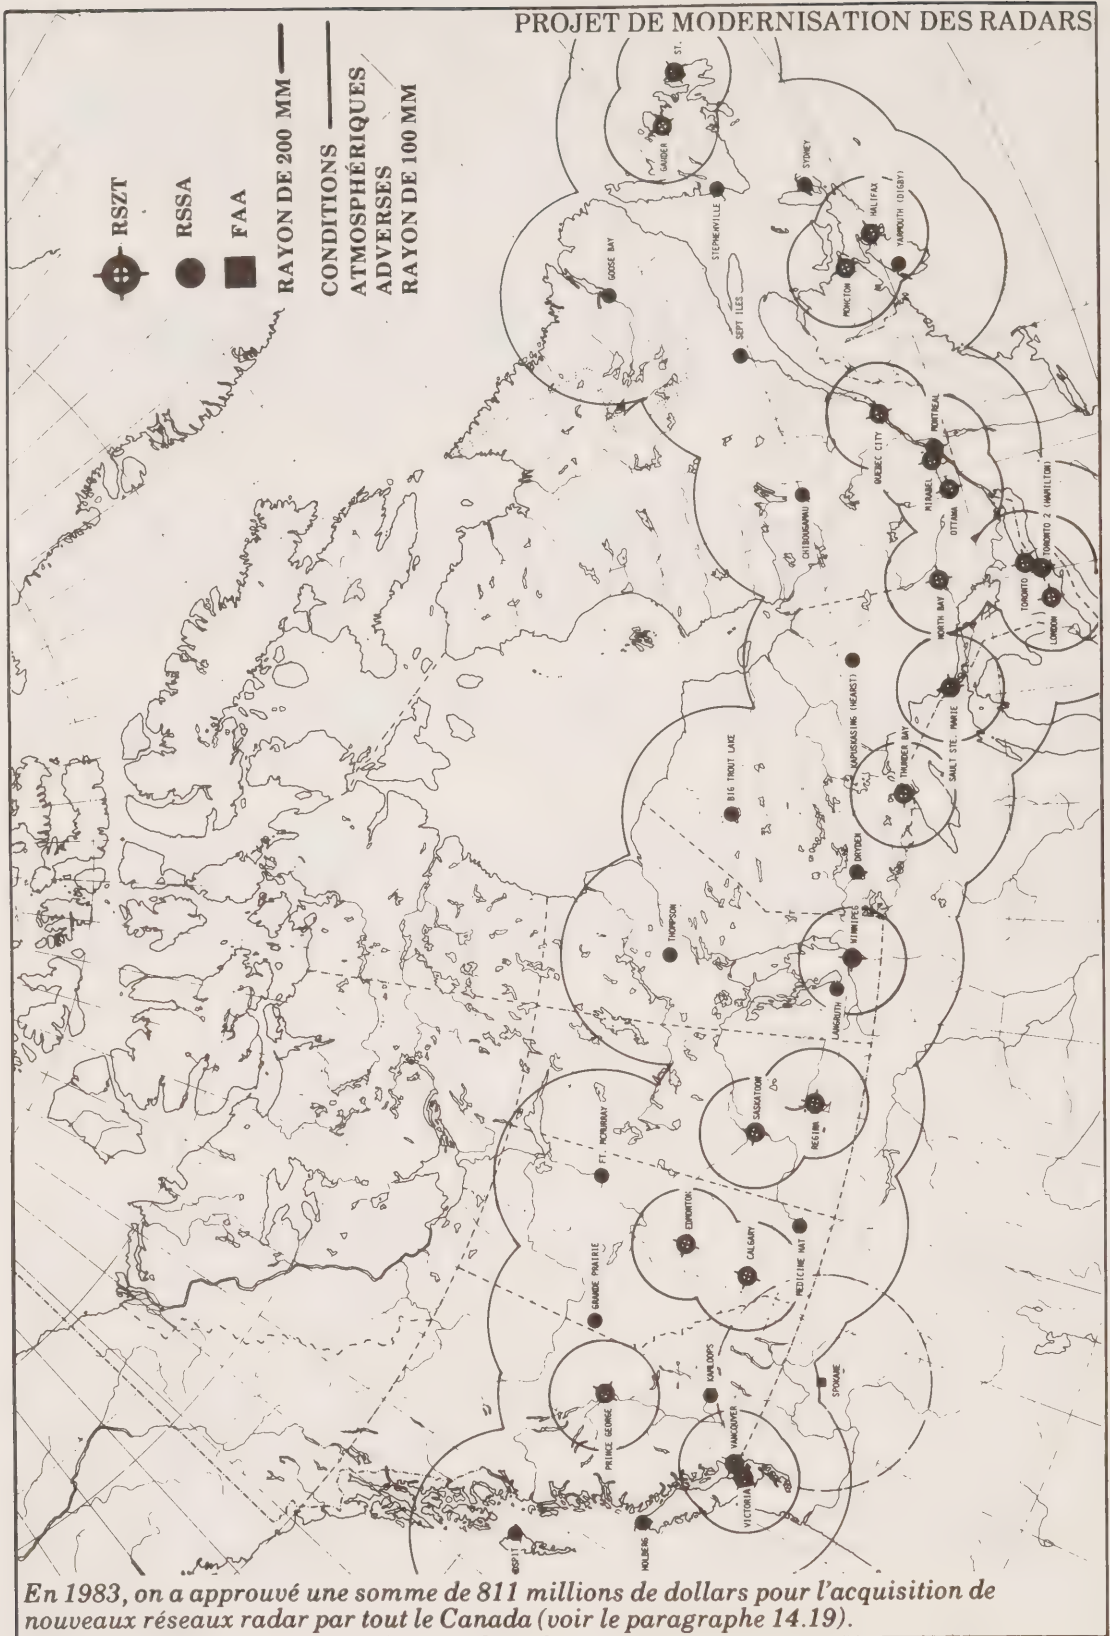 PROJET DE MODERNISATION DES RADARS
RSZT
RSSA
FAA
RAYON DE 200 MM
CONDITIONS
ATMOSPHÉRIQUES
ADVERSES
RAYON DE 100 MM
ST.
GAUDER
STEPHENVILLE
SYDNEY
HALIFAX
YARMOUTH (DIGBY)
MONCTON
GOOSE BAY
SEPT ILES
QUEBEC CITY
MONTREAL
MIRABEL
OTTAWA
CHIBOUGAMAU
NORTH BAY
TORONTO
TORONTO 2 (HAMILTON)
LONDON
SAULT STE. MARIE
KAPUSKASING (HEARST)
THUNDER BAY
BIG TROUT LAKE
DRYDEN
WINNIPEG
THOMPSON
LANGRUTH
REGINA
SASKATOON
FT. MCMURRAY
EDMONTON
CALGARY
MEDICINE HAT
GRANDE PRAIRIE
PRINCE GEORGE
KAMLOOPS
SPOKANE
VANCOUVER
VICTORIA
HOLBERG
En 1983, on a approuvé une somme de 811 millions de dollars pour l'acquisition de
nouveaux réseaux radar par tout le Canada (voir le paragraphe 14.19).